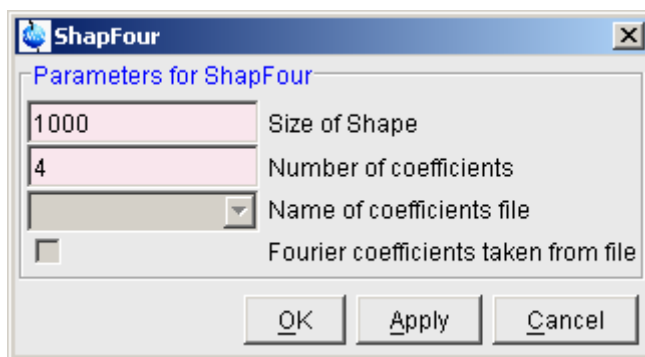 ShapFour
Parameters for ShapFour
1000 Size of Shape
4 Number of coefficients
Name of coefficients file
Fourier coefficients taken from file
OK Apply Cancel